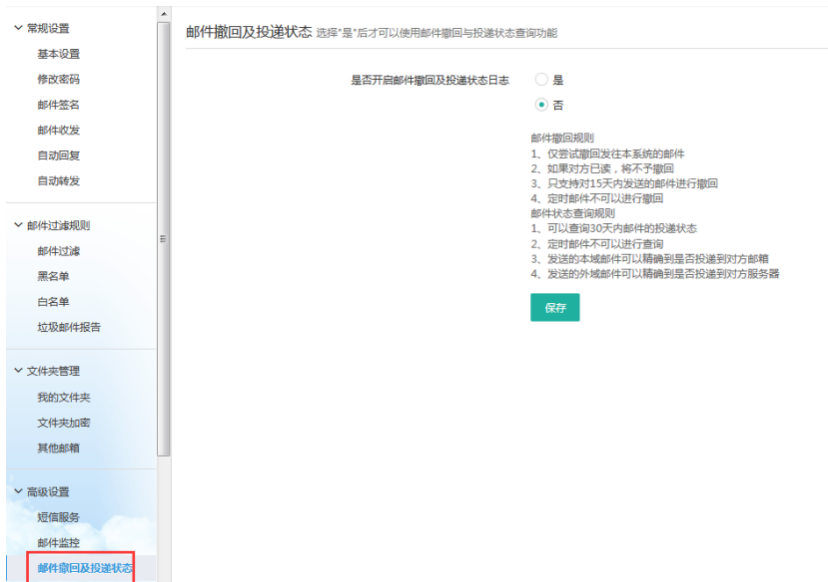 常规设置
基本设置
修改密码
邮件签名
邮件收发
自动回复
自动转发
邮件过滤规则
邮件过滤
黑名单
白名单
垃圾邮件报告
文件夹管理
我的文件夹
文件夹加密
其他邮箱
高级设置
短信服务
邮件监控
邮件撤回及投递状态
邮件撤回及投递状态 选择"是"后才可以使用邮件撤回与投递状态查询功能
是否开启邮件撤回及投递状态日志 是
否
邮件撤回规则
1、仅尝试撤回发往本系统的邮件
2、如果对方已读，将不予撤回
3、只支持对15天内发送的邮件进行撤回
4、定时邮件不可以进行撤回
邮件状态查询规则
1、可以查询30天内邮件的投递状态
2、定时邮件不可以进行查询
3、发送的本域邮件可以精确到是否投递到对方邮箱
4、发送的外域邮件可以精确到是否投递到对方服务器
保存